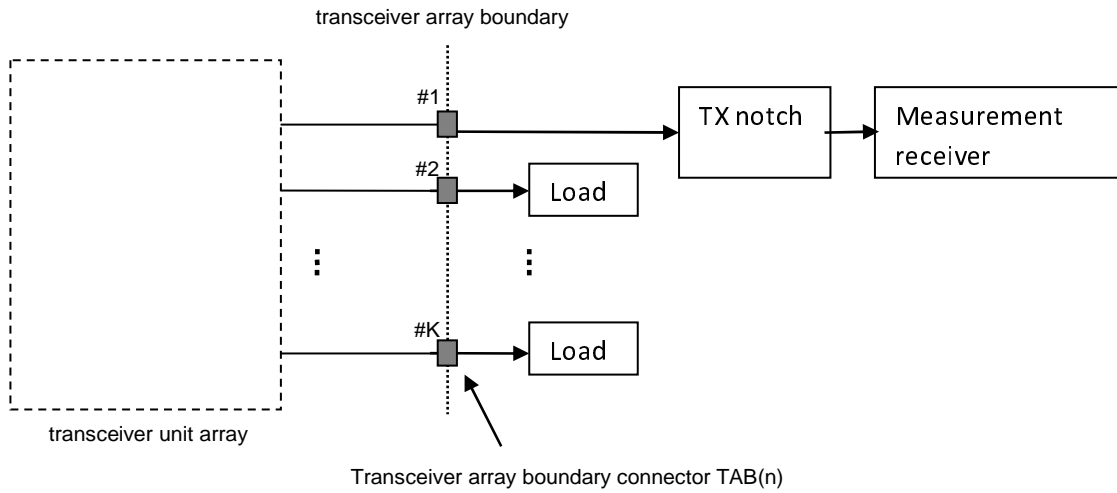 transceiver array boundary
#1
TX notch
Measurement
receiver
#2
Load
#K
Load
transceiver unit array
Transceiver array boundary connector TAB(n)